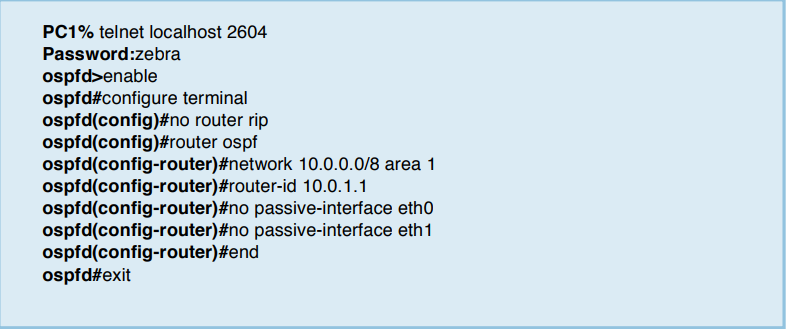 PC1% telnet localhost 2604
Password:zebra
ospfd>enable
ospfd#configure terminal
ospfd(config)#no router rip
ospfd(config)#router ospf
ospfd(config-router)#network 10.0.0.0/8 area 1
ospfd(config-router)#router-id 10.0.1.1
ospfd(config-router)#no passive-interface eth0
ospfd(config-router)#no passive-interface eth1
ospfd(config-router)#end
ospfd#exit